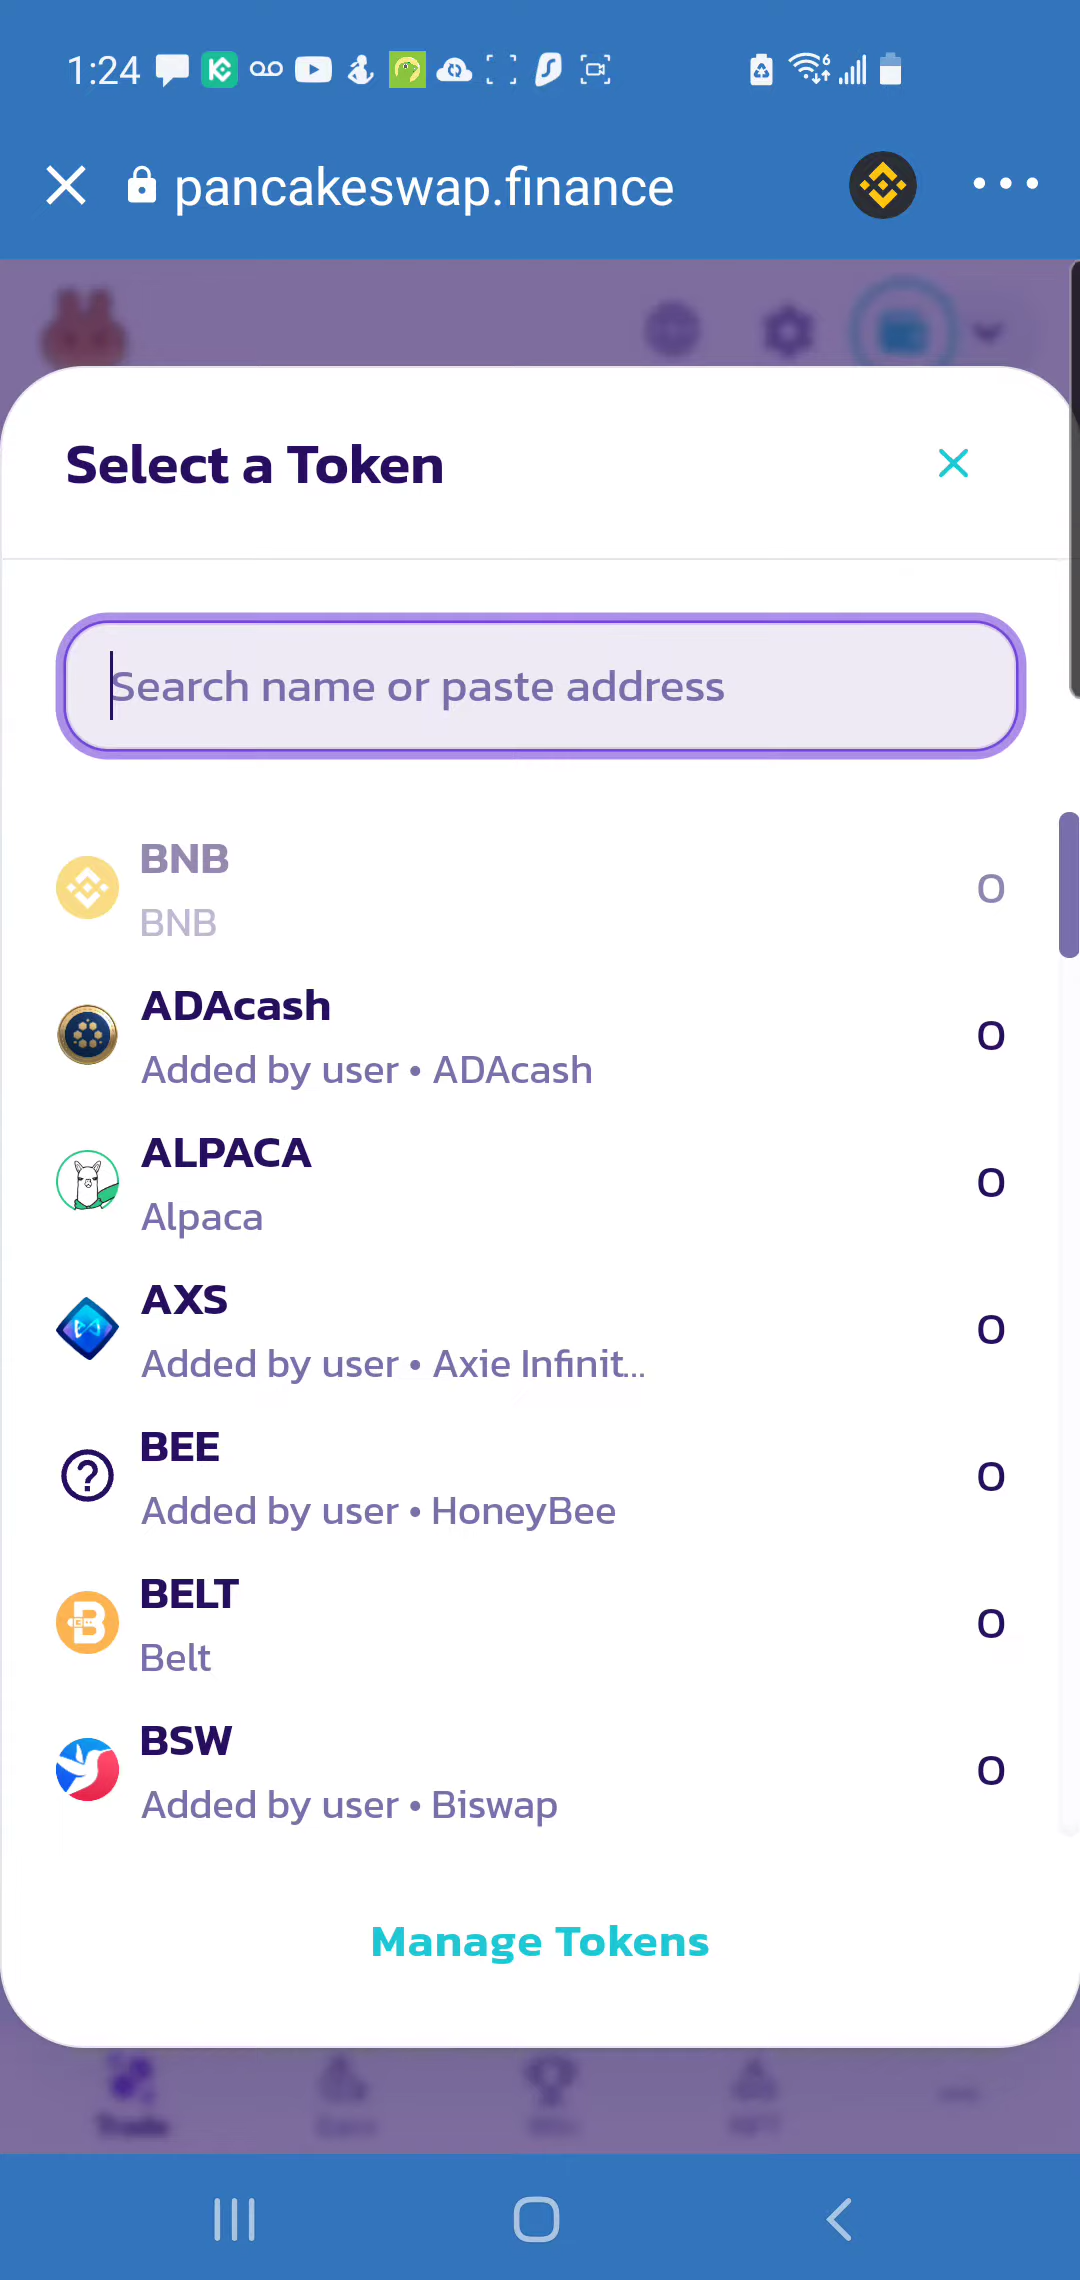 1:24
pancakeswap.finance
Select a Token
Search name or paste address
BNB
BNB
0
ADAcash
Added by user • ADAcash
0
ALPACA
Alpaca
0
AXS
Added by user • Axie Infinit...
0
BEE
Added by user • HoneyBee
0
BELT
Belt
0
BSW
Added by user • Biswap
0
Manage Tokens
Trade